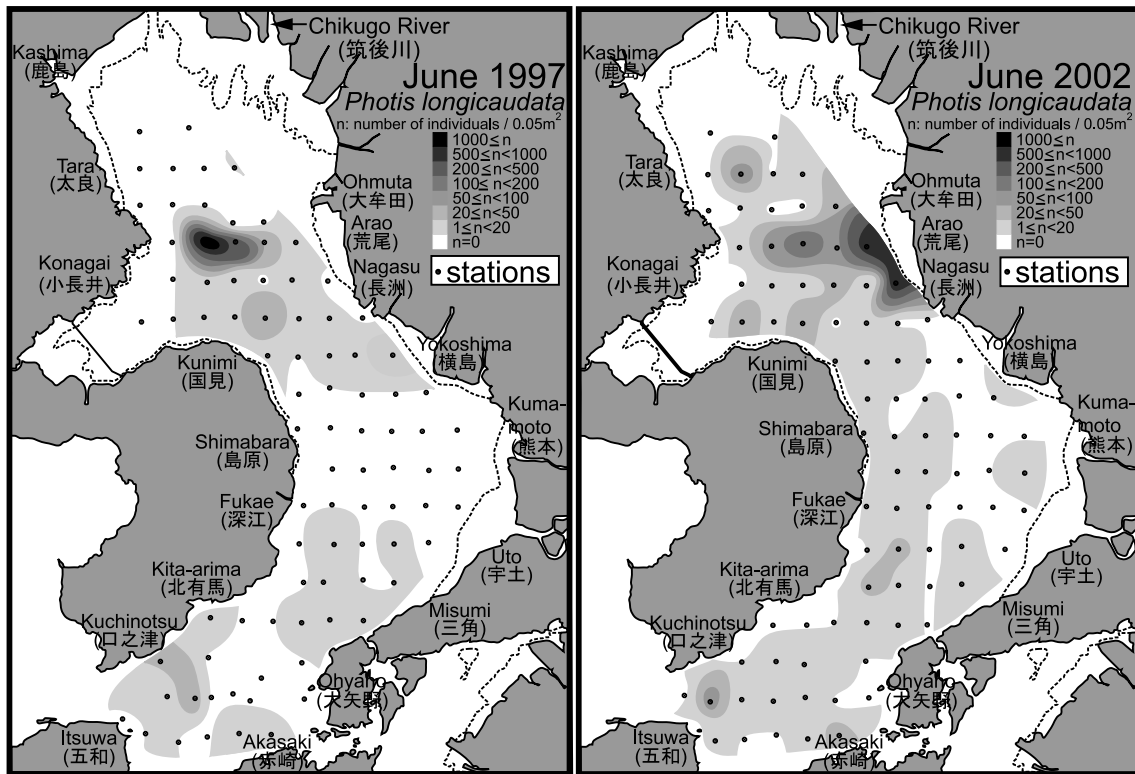 Chikugo River
(筑後川)
Kashima
(鹿島)
June 1997
Photis longicaudata
n: number of individuals / 0.05m²
1000≤n
500≤n<1000
200≤n<500
100≤ n<200
50≤ n<100
20≤ n<50
1≤ n<20
n=0
Tara
(太良)
Ohmuta
(大牟田)
Arao
(荒尾)
Konagai
(小長井)
Nagasu
(長洲)
stations
Yokoshima
(横島)
Kunimi
(国見)
Kuma-
moto
(熊本)
Shimabara
(島原)
Fukae
(深江)
Uto
(宇土)
Kita-arima
(北有馬)
Misumi
(三角)
Kuchinotsu
(口之津)
Ohyano
(大矢野)
Itsuwa
(五和)
Akasaki
(赤崎)
Chikugo River
(筑後川)
Kashima
(鹿島)
June 2002
Photis longicaudata
n: number of individuals / 0.05m²
1000≤n
500≤n<1000
200≤n<500
100≤ n<200
50≤ n<100
20≤ n<50
1≤ n<20
n=0
Tara
(太良)
Ohmuta
(大牟田)
Arao
(荒尾)
Konagai
(小長井)
Nagasu
(長洲)
stations
Yokoshima
(横島)
Kunimi
(国見)
Kuma-
moto
(熊本)
Shimabara
(島原)
Fukae
(深江)
Uto
(宇土)
Kita-arima
(北有馬)
Misumi
(三角)
Kuchinotsu
(口之津)
Ohyano
(大矢野)
Itsuwa
(五和)
Akasaki
(赤崎)